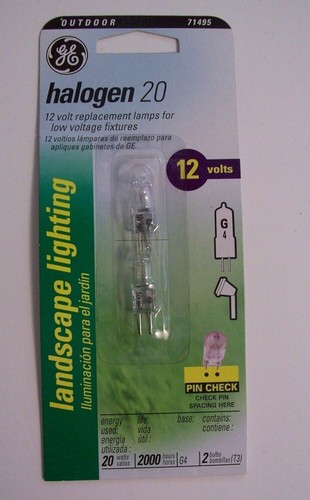 OUTDOOR 71495
GE
halogen 20
12 volt replacement lamps for
low voltage fixtures
12 voltios lámparas de reemplazo para
apliques gabinetes de GE.
12 volts
landscape lighting
Iluminación para el jardín
G
4
PIN CHECK
CHECK PIN
SPACING HERE
energy life: base: contains:
used: vida contiene:
energía útil:
utilizada:
20 watts vatios 2000 hours horas G4 2 bulb bombillas (T3)